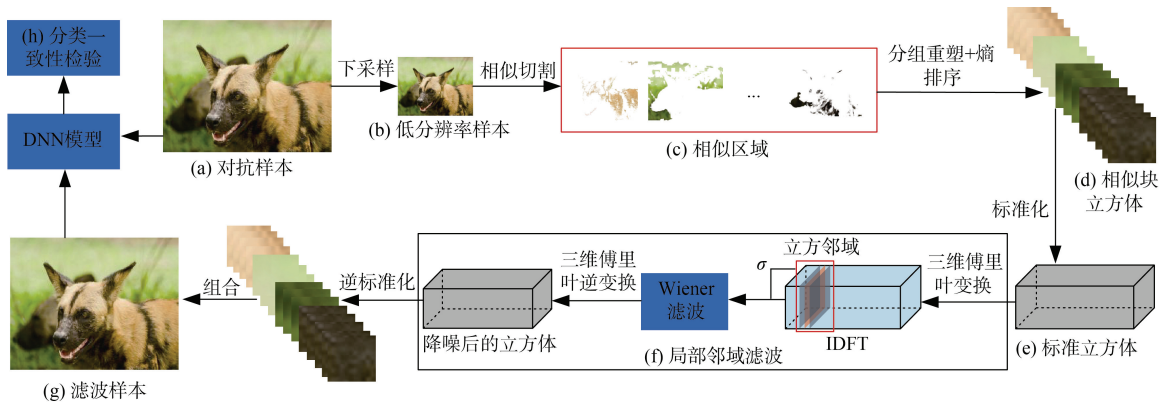 (h) 分类一
致性检验
DNN模型
(a) 对抗样本
下采样
(b) 低分辨率样本
相似切割
...
(c) 相似区域
分组重塑+熵
排序
(d) 相似块
立方体
标准化
(e) 标准立方体
三维傅里
叶变换
立方邻域
σ
IDFT
Wiener
滤波
(f) 局部邻域滤波
三维傅里
叶逆变换
降噪后的立方体
逆标准化
组合
(g) 滤波样本